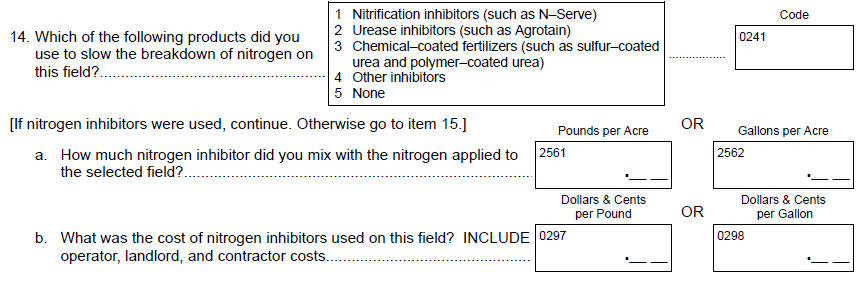 1 Nitrification inhibitors (such as N–Serve)
Code
14. Which of the following products did you
2 Urease inhibitors (such as Agrotain)
0241
use to slow the breakdown of nitrogen on
3 Chemical–coated fertilizers (such as sulfur–coated
urea and polymer–coated urea)
this field?
4 Other inhibitors
5 None
[If nitrogen inhibitors were used, continue. Otherwise go to item 15.]
Pounds per Acre
OR
Gallons per Acre
a. How much nitrogen inhibitor did you mix with the nitrogen applied to
the selected field?
2561
.__ __
2562
.__ __
Dollars & Cents
per Pound
OR
Dollars & Cents
per Gallon
b. What was the cost of nitrogen inhibitors used on this field? INCLUDE
operator, landlord, and contractor costs
0297
.__ __
0298
.__ __